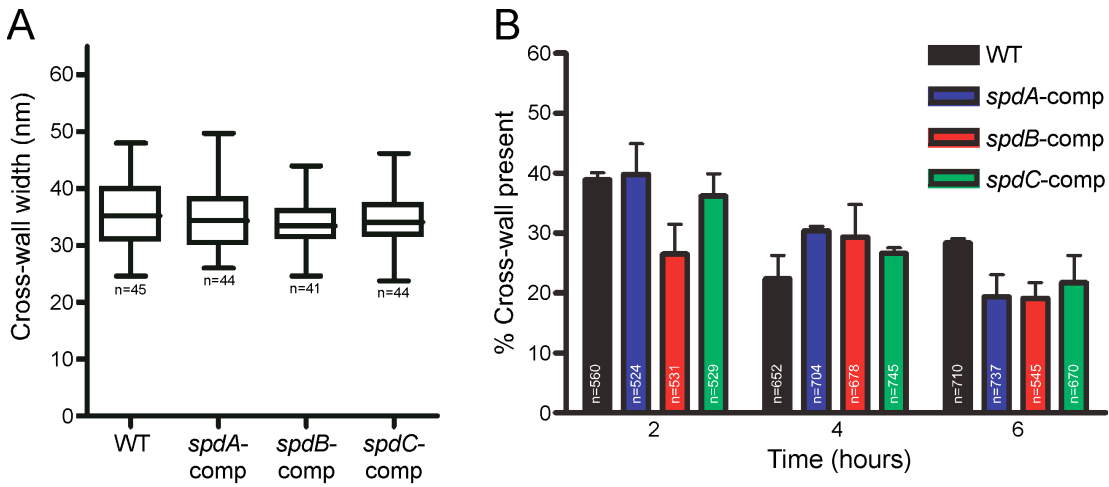 A
Cross-wall width (nm)
60
50
40
30
20
10
0
n=45
n=44
n=41
n=44
WT
spdA-
comp
spdB-
comp
spdC-
comp
B
% Cross-wall present
60
50
40
30
20
10
0
WT
spdA-comp
spdB-comp
spdC-comp
n=560
n=524
n=531
n=529
n=652
n=704
n=678
n=745
n=710
n=737
n=545
n=670
2
4
6
Time (hours)